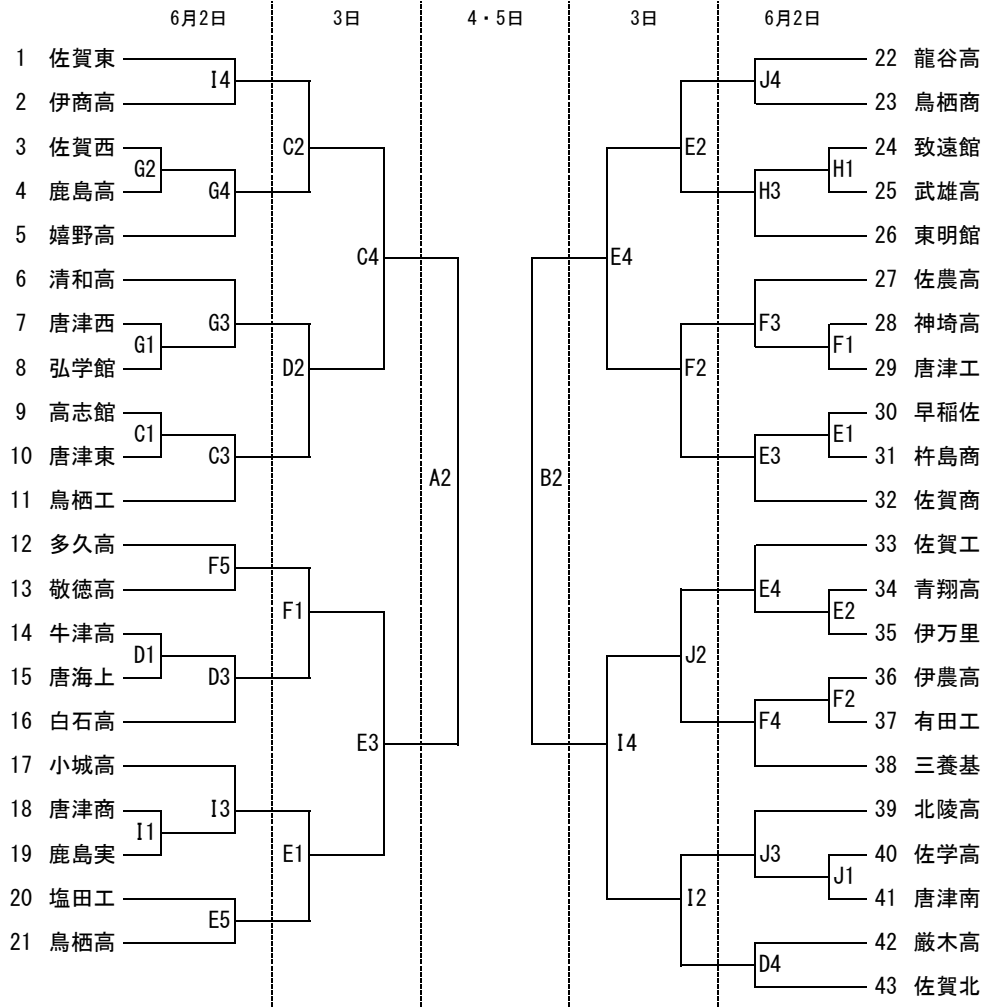 6月2日 3日 4・5日 3日 6月2日
1 佐賀東 22 龍谷高
I4 J4
2 伊商高 23 鳥栖商
3 佐賀西 C2 E2 24 致遠館
G2 H1
4 鹿島高 G4 H3 25 武雄高
5 嬉野高 26 東明館
C4 E4
6 清和高 27 佐農高
7 唐津西 G3 F3 28 神埼高
G1 F1
8 弘学館 D2 F2 29 唐津工
9 高志館 30 早稲佐
C1 E1
10 唐津東 C3 E3 31 杵島商
A2 B2
11 鳥栖工 32 佐賀商
12 多久高 33 佐賀工
F5
13 敬徳高 E4 34 青翔高
F1 E2
14 牛津高 35 伊万里
D1 J2
15 唐海上 D3 36 伊農高
F2
16 白石高 F4 37 有田工
E3 I4
17 小城高 38 三養基
18 唐津商 I3 39 北陵高
I1
19 鹿島実 E1 J3 40 佐学高
J1
20 塩田工 I2 41 唐津南
E5
21 鳥栖高 42 厳木高
D4
43 佐賀北